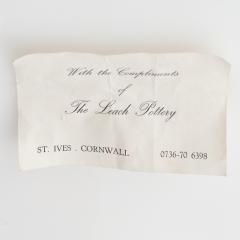 With the Compliments
of
The Leach Pottery
ST. IVES . CORNWALL 0736-70 6398